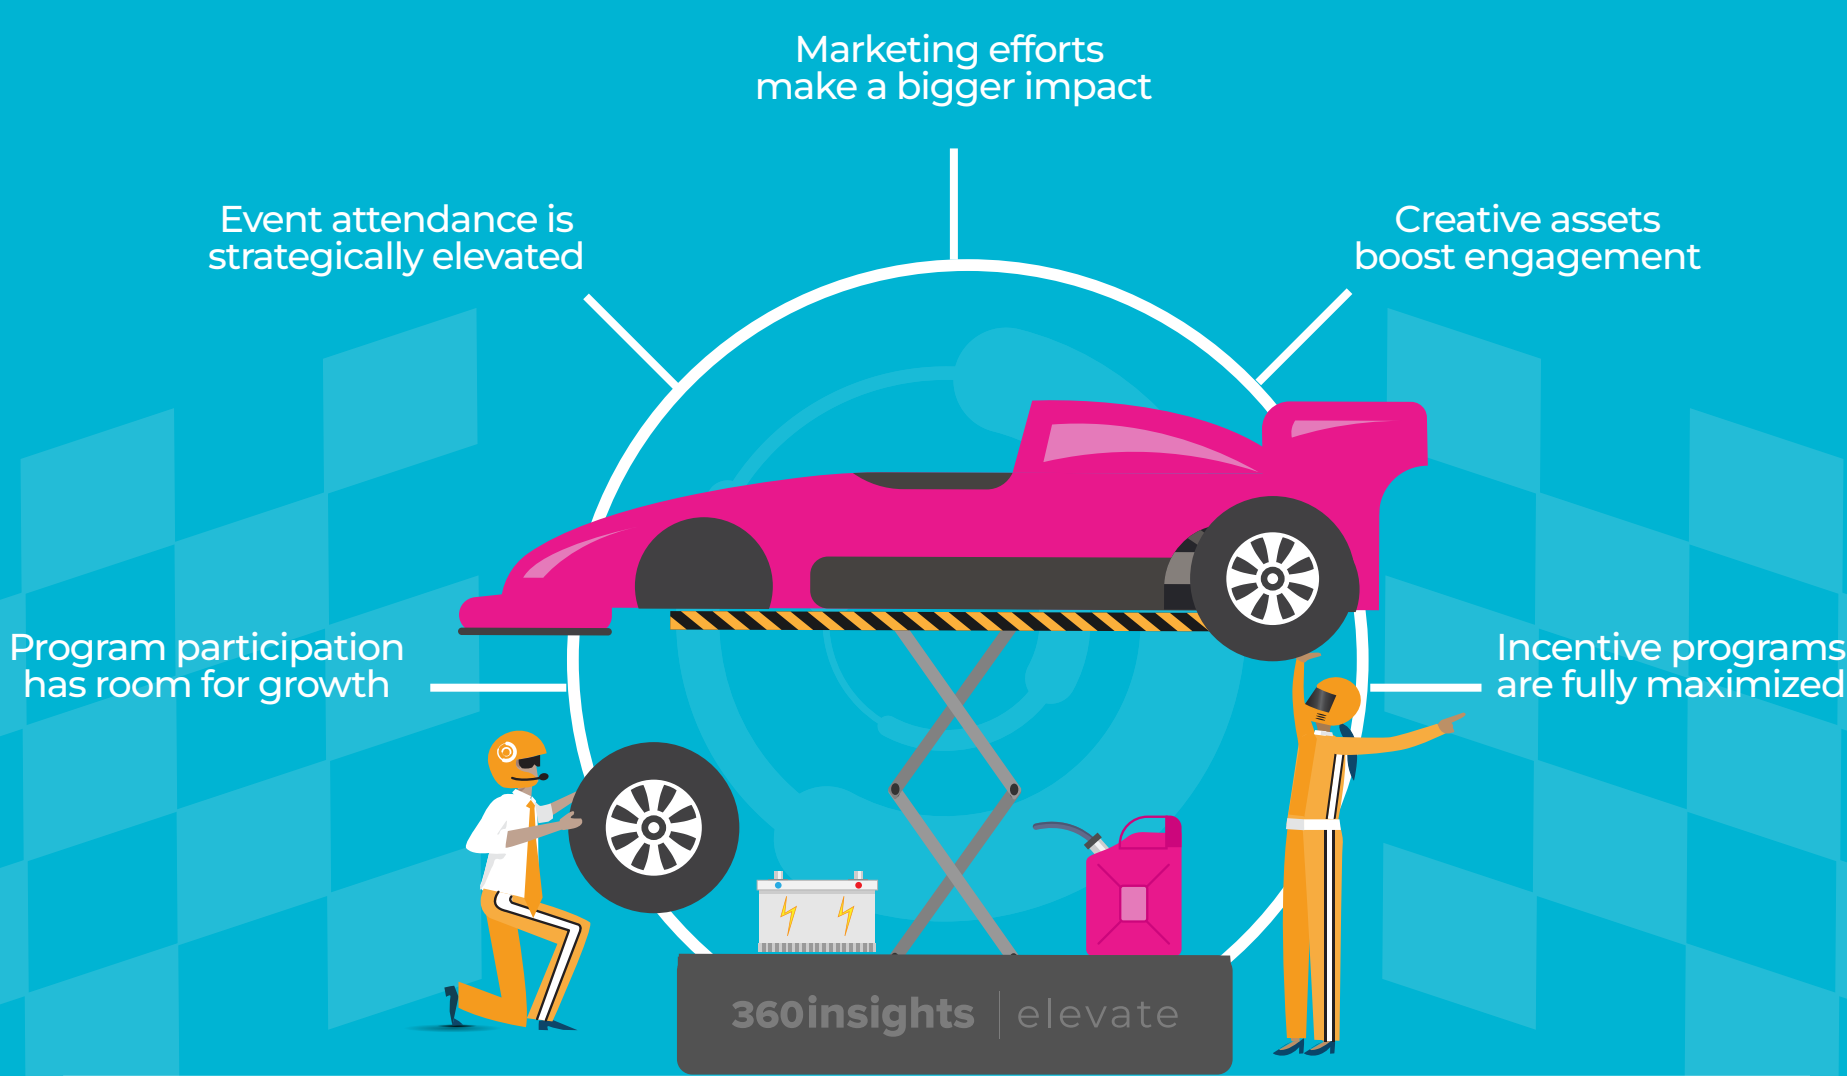 Marketing efforts
make a bigger impact
Event attendance is
strategically elevated
Creative assets
boost engagement
Program participation
has room for growth
Incentive programs
are fully maximized
360insights | elevate